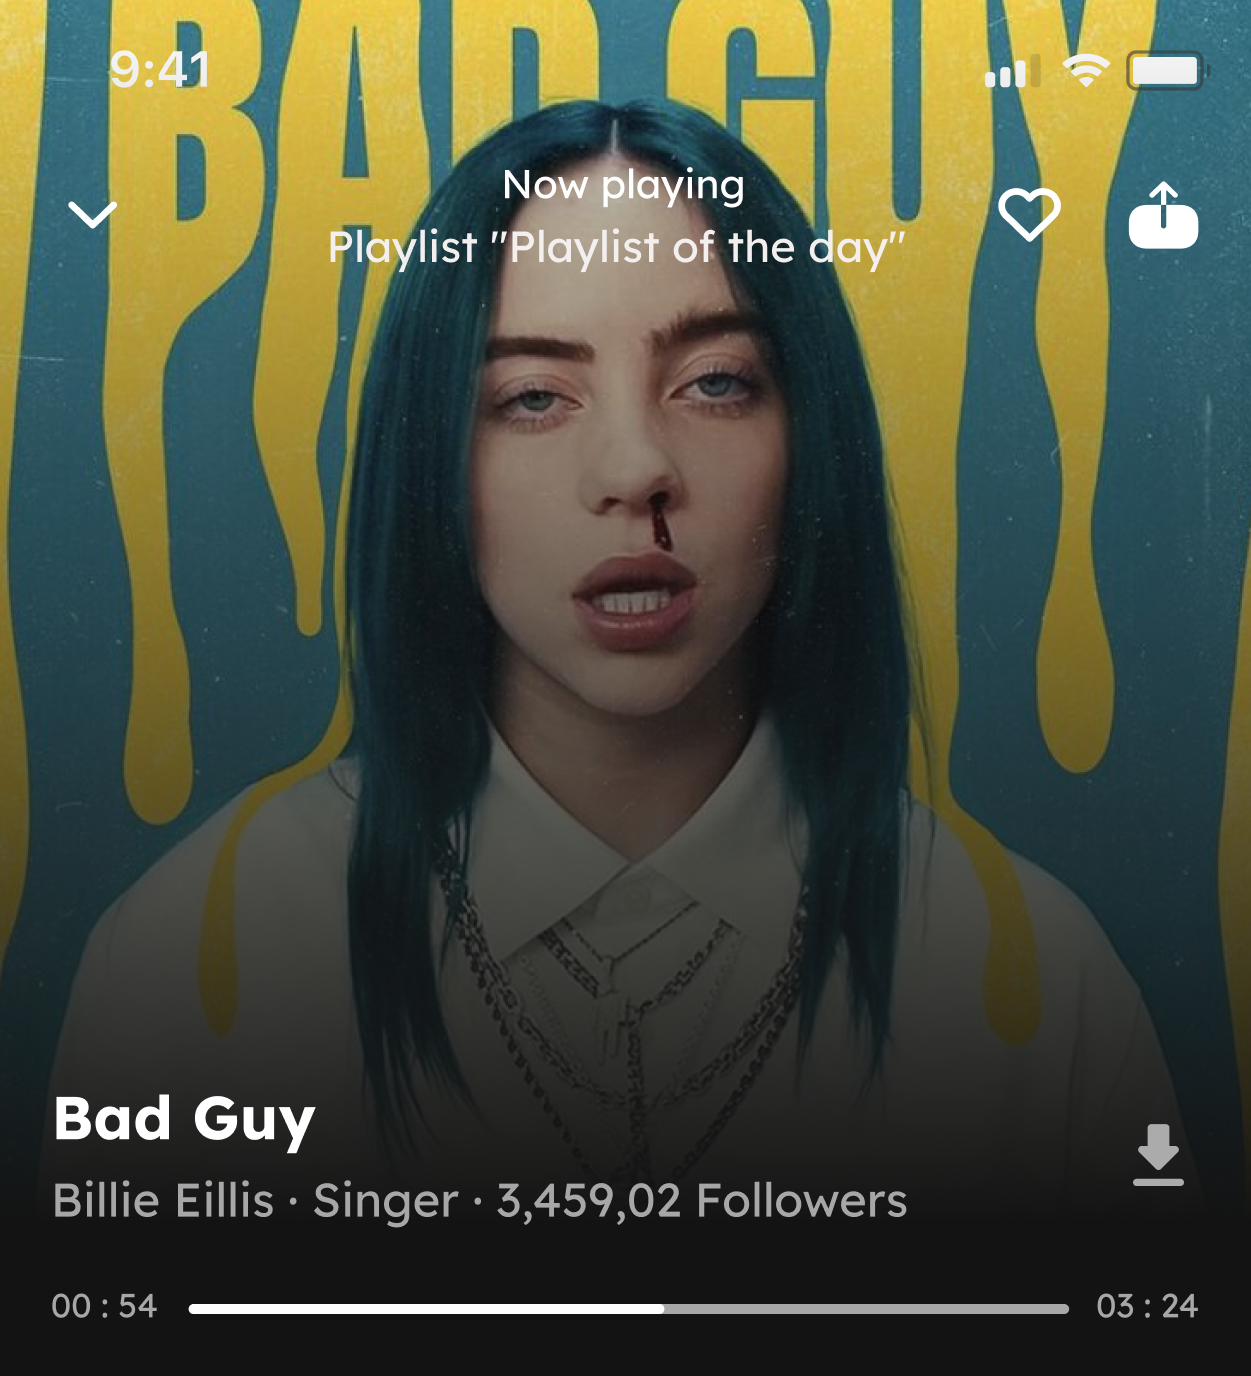 BAD GUY
9:41
Now playing
Playlist "Playlist of the day"
Bad Guy
Billie Eillis · Singer · 3,459,02 Followers
00 : 54
03 : 24